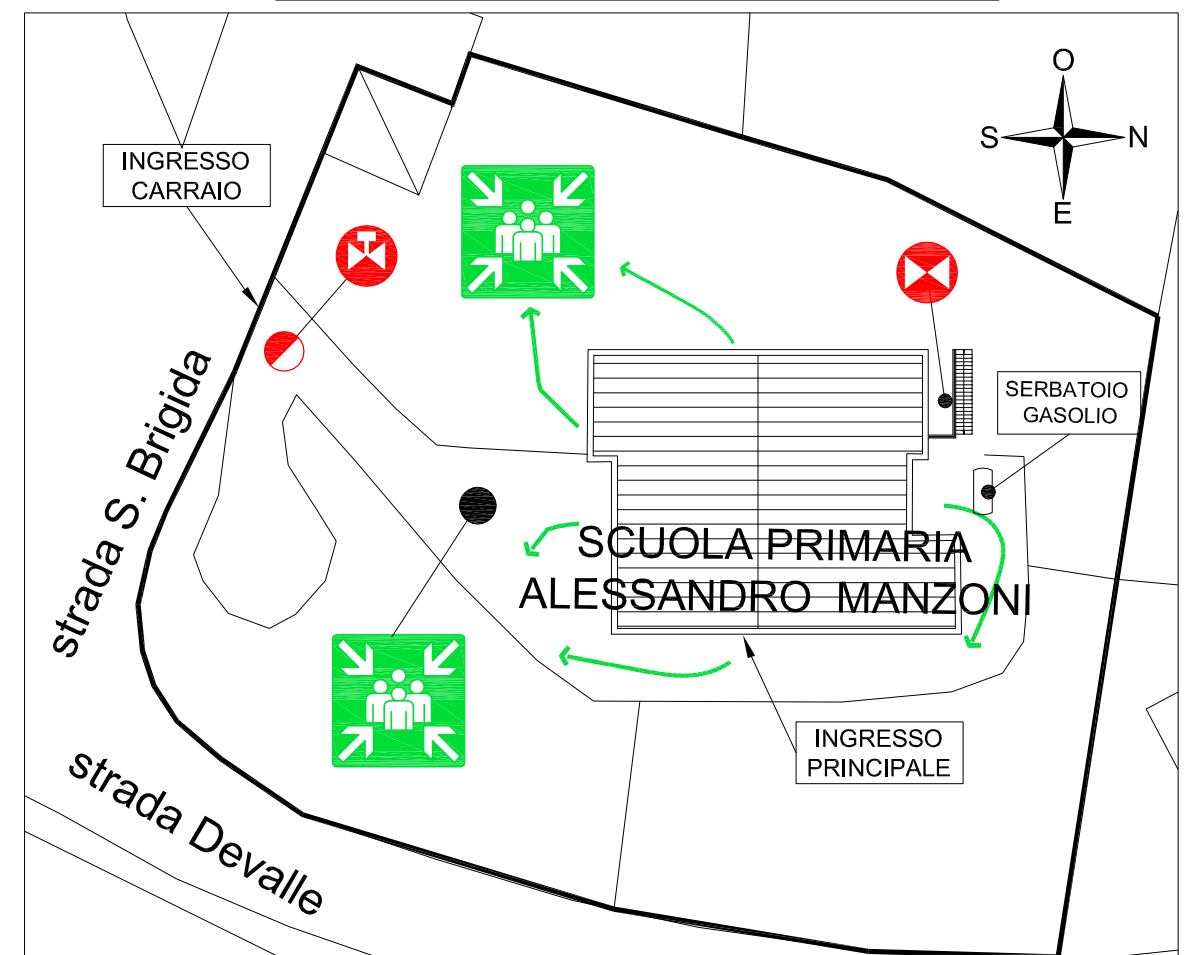 O
S
N
E
INGRESSO
CARRAIO
SERBATOIO
GASOLIO
strada S. Brigida
SCUOLA PRIMARIA
ALESSANDRO MANZONI
INGRESSO
PRINCIPALE
strada Devalle